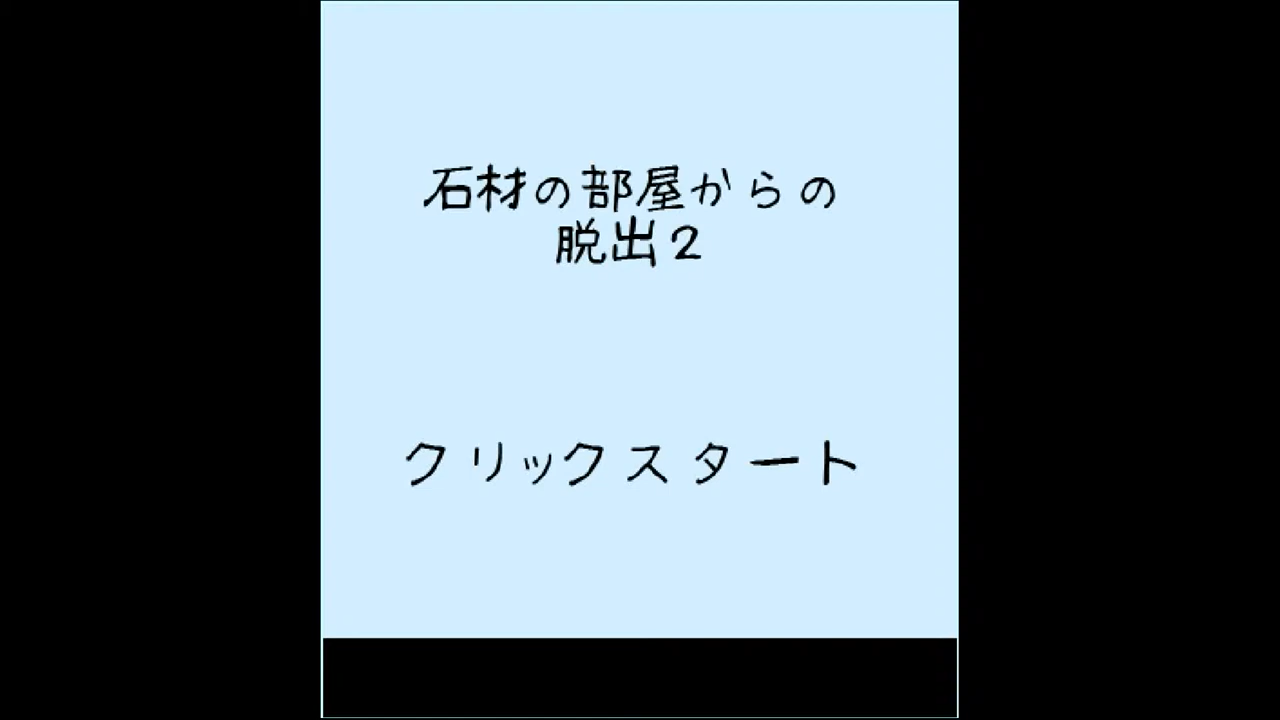 石材の部屋からの
脱出２
クリックスタート